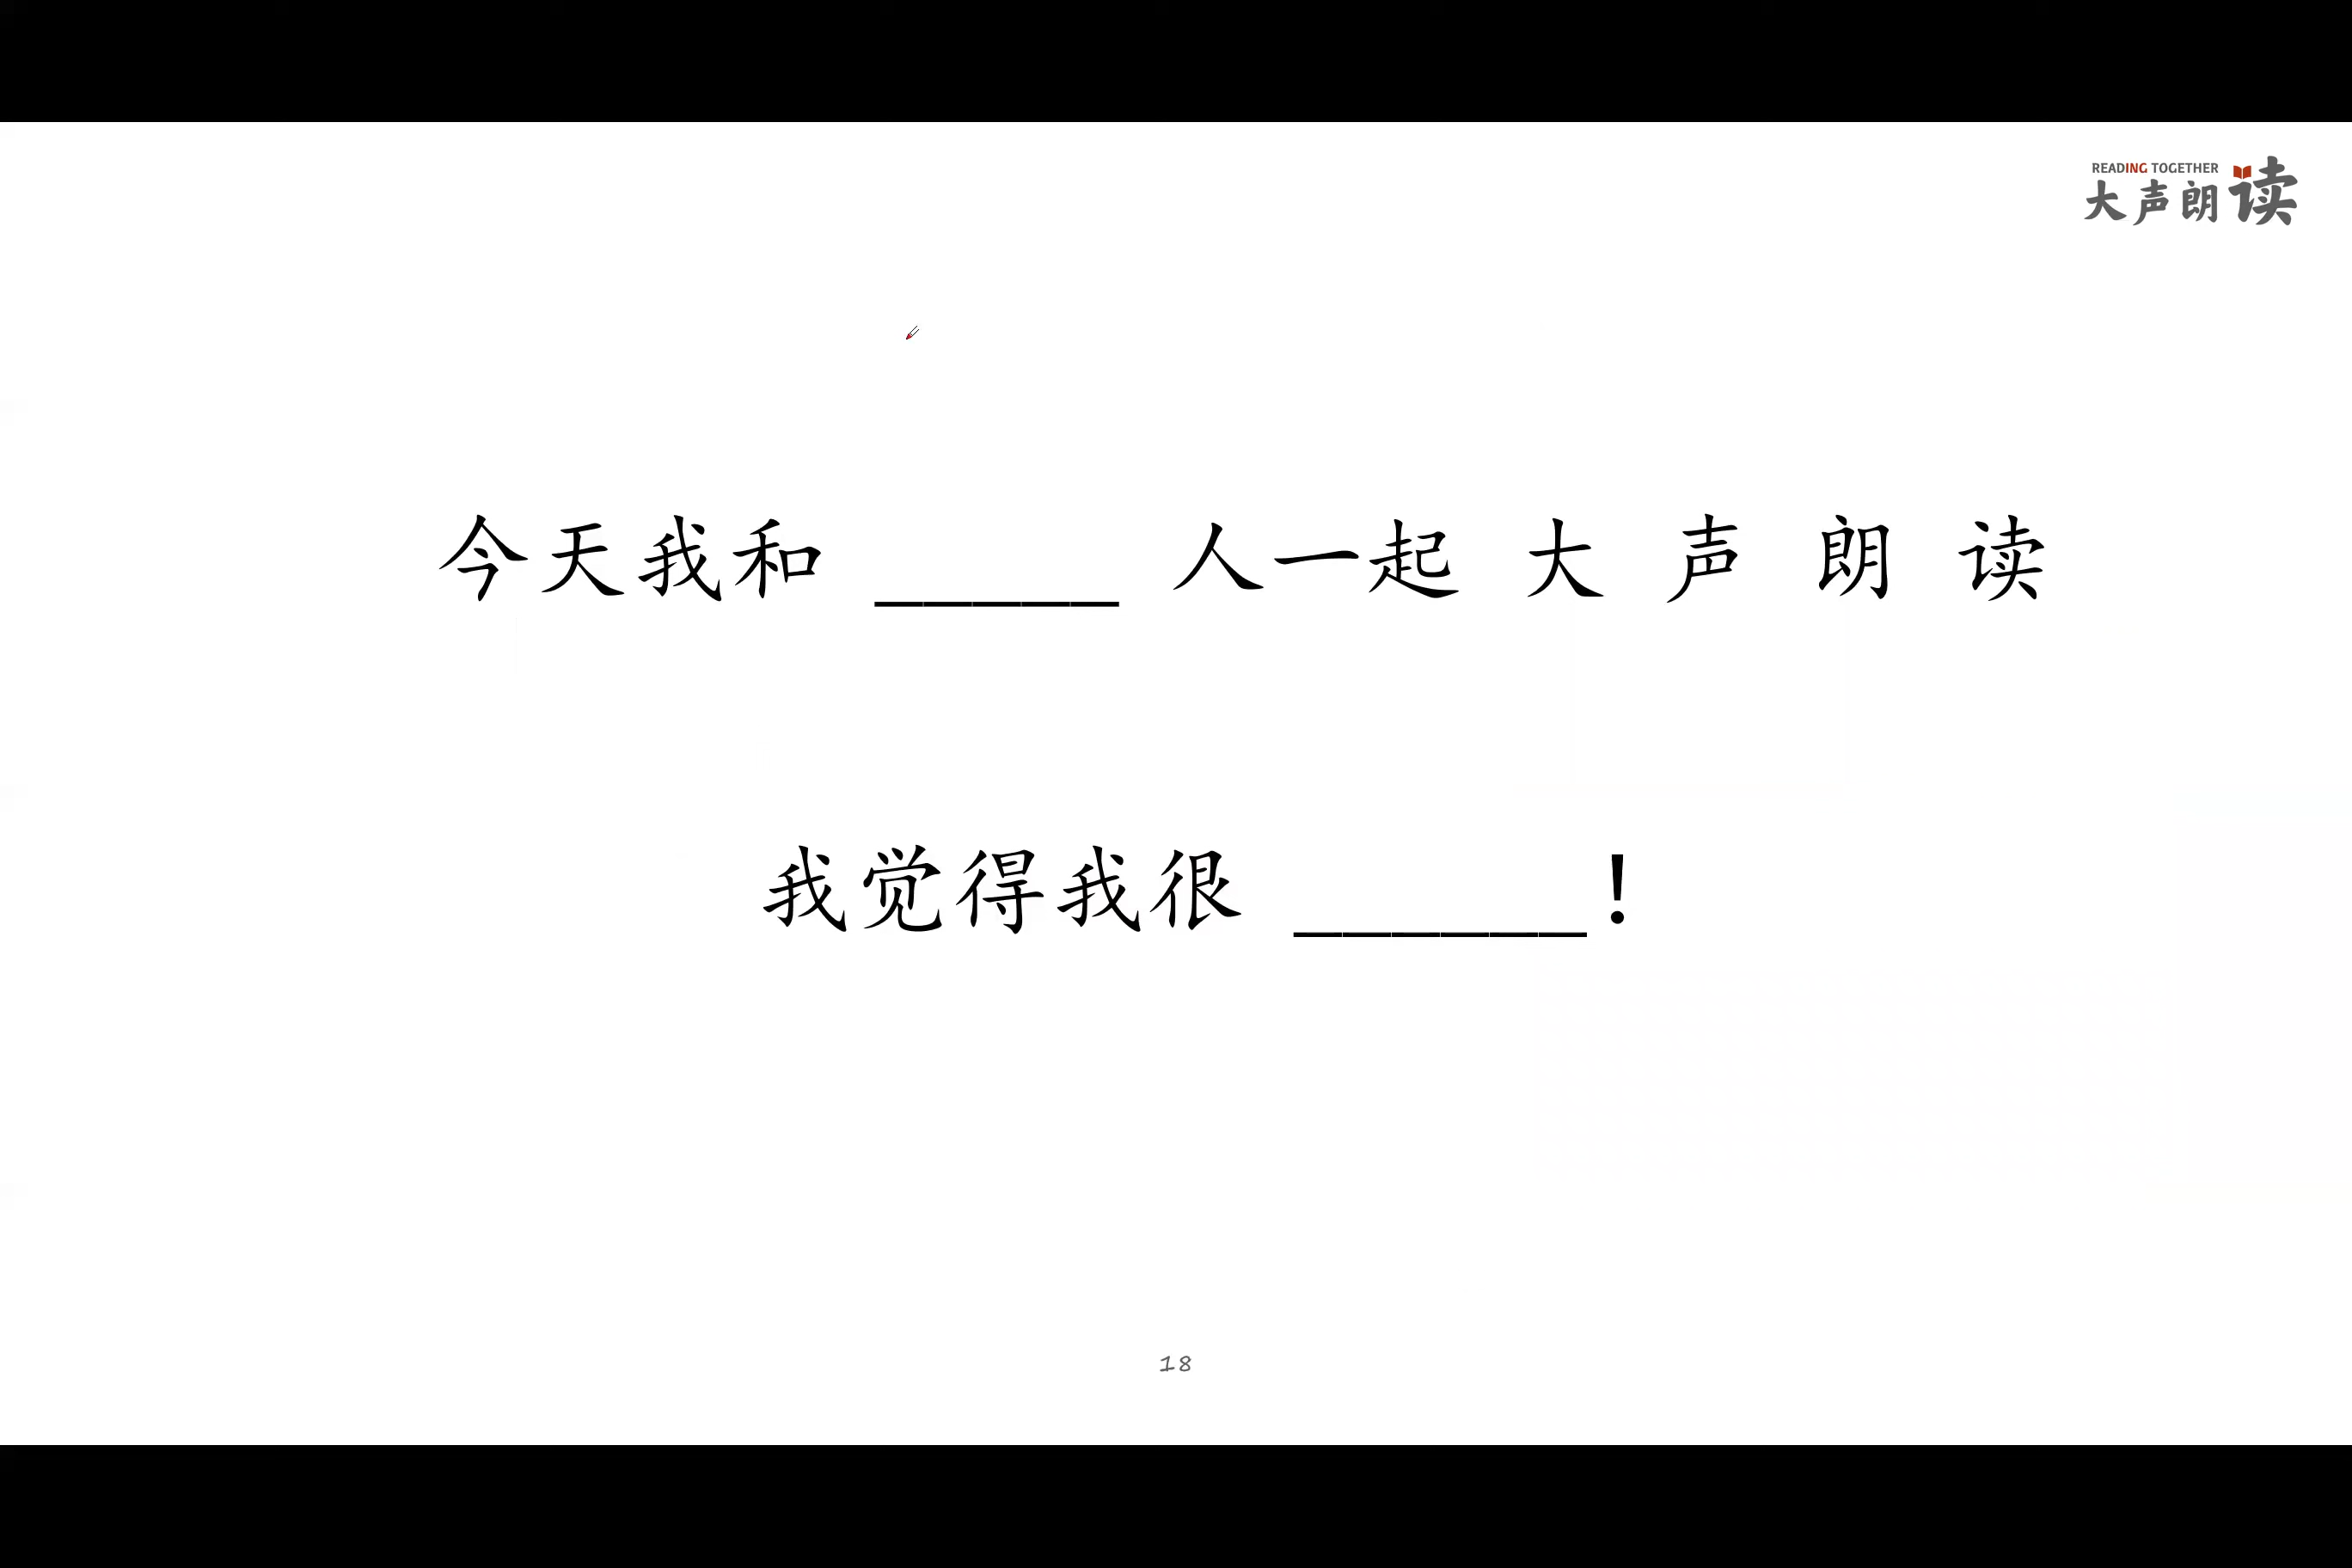 READING TOGETHER
大声朗读
今天我和 _____ 人一起 大 声 朗 读
我觉得我很 ______！
18